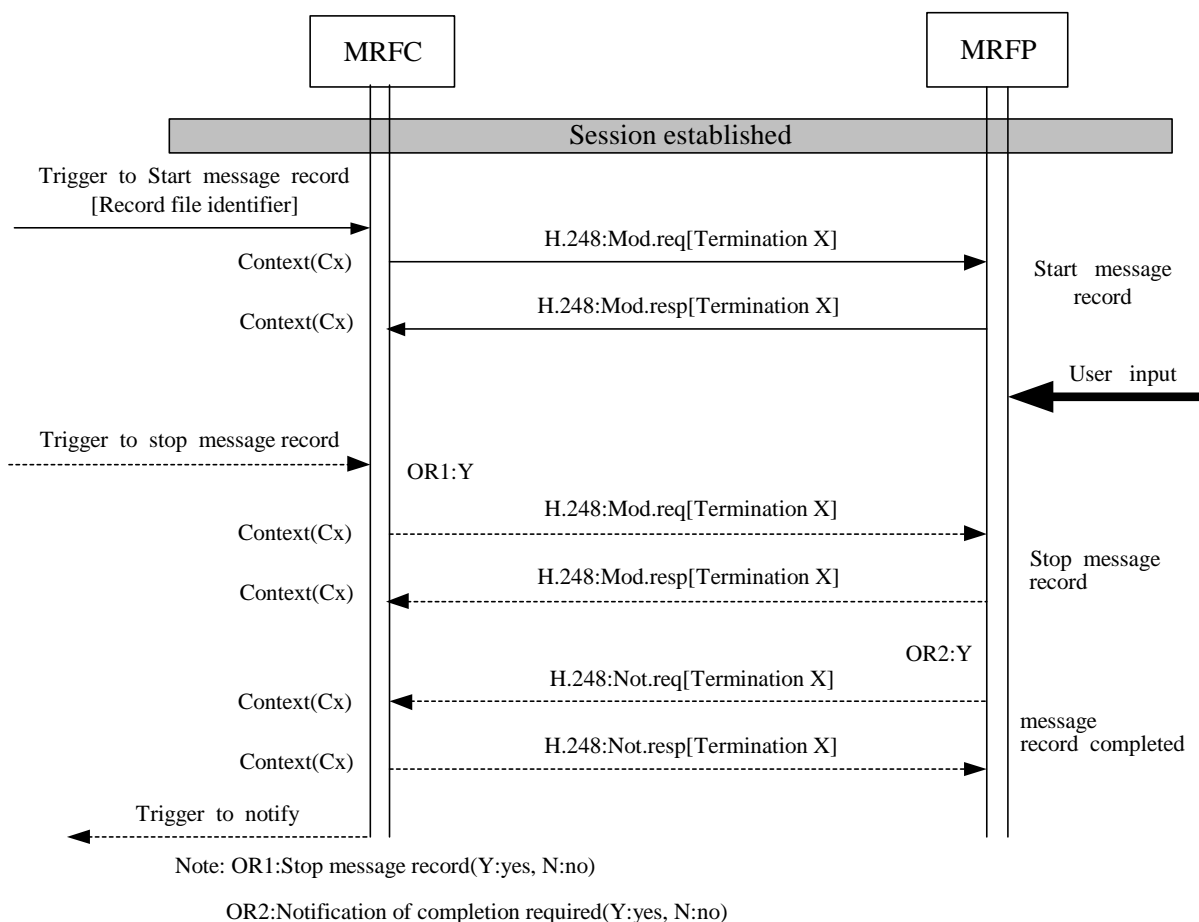 MRFC
MRFP
Session established
Trigger to Start message record
[Record file identifier]
H.248:Mod.req[Termination X]
Context(Cx)
Start message
record
H.248:Mod.resp[Termination X]
Context(Cx)
User input
Trigger to stop message record
OR1:Y
H.248:Mod.req[Termination X]
Context(Cx)
Stop message
record
H.248:Mod.resp[Termination X]
Context(Cx)
OR2:Y
H.248:Not.req[Termination X]
Context(Cx)
message
record completed
H.248:Not.resp[Termination X]
Context(Cx)
Trigger to notify
Note: OR1:Stop message record(Y:yes, N:no)
OR2:Notification of completion required(Y:yes, N:no)